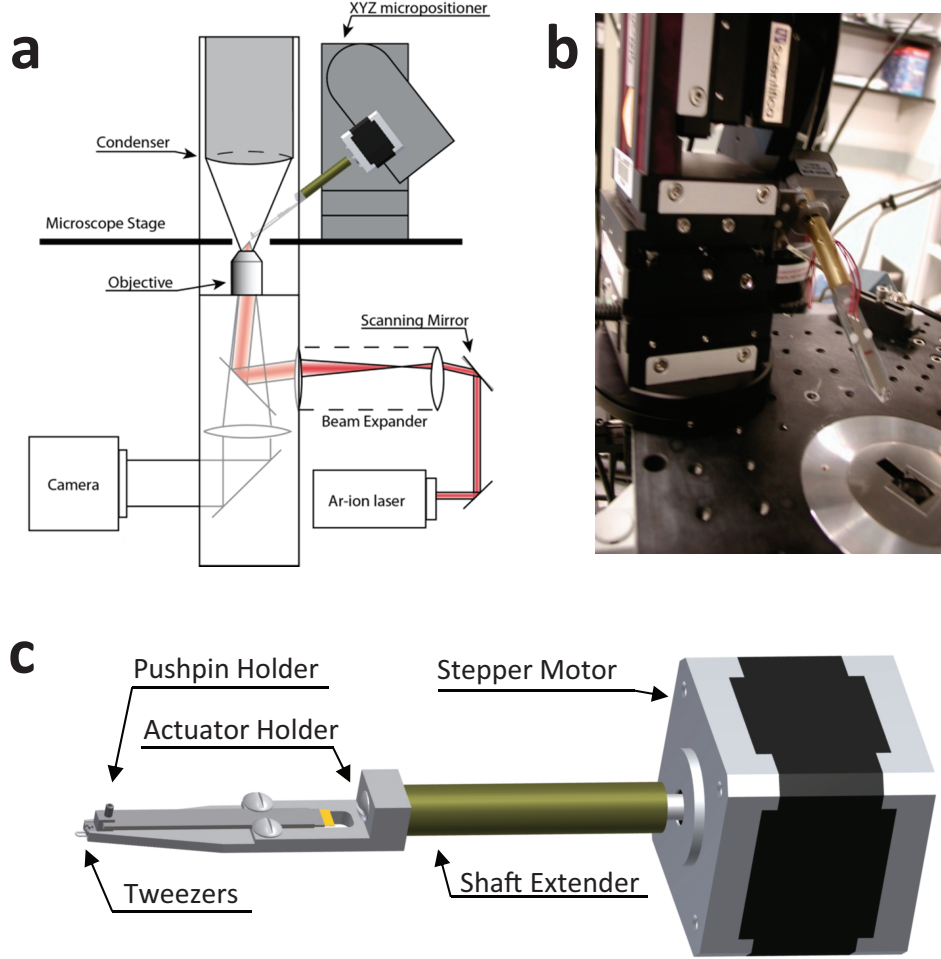 a
XYZ micropositioner
Condenser
Microscope Stage
Objective
Scanning Mirror
Beam Expander
Camera
Ar-ion laser
b
scientifica
c
Pushpin Holder
Actuator Holder
Stepper Motor
Tweezers
Shaft Extender